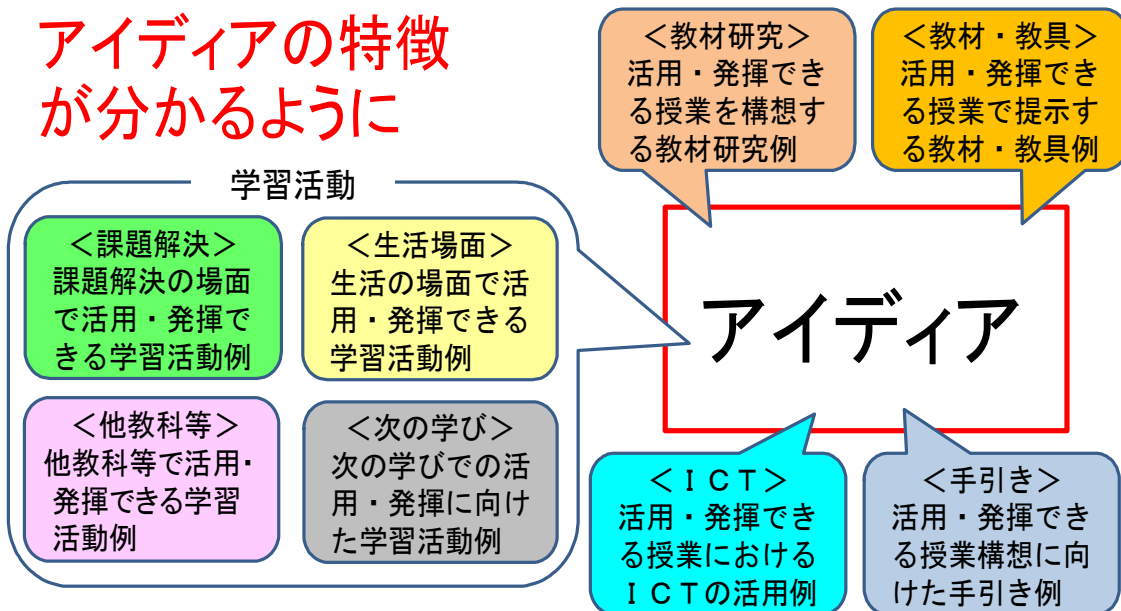 アイディアの特徴
が分かるように
＜教材研究＞
活用・発揮でき
る授業を構想す
る教材研究例
＜教材・教具＞
活用・発揮でき
る授業で提示す
る教材・教具例
学習活動
＜課題解決＞
課題解決の場面
で活用・発揮で
きる学習活動例
＜生活場面＞
生活の場面で活
用・発揮できる
学習活動例
アイディア
＜他教科等＞
他教科等で活用・
発揮できる学習
活動例
＜次の学び＞
次の学びでの活
用・発揮に向け
た学習活動例
＜ＩＣＴ＞
活用・発揮でき
る授業における
ＩＣＴの活用例
＜手引き＞
活用・発揮でき
る授業構想に向
けた手引き例